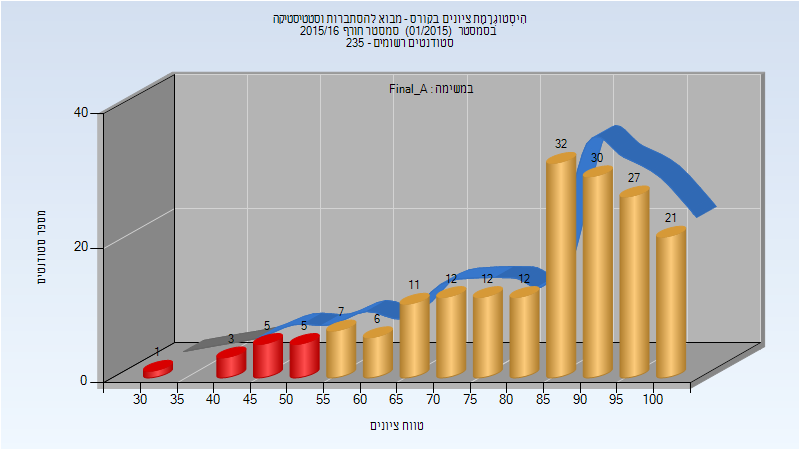 הִיסְטוֹגְרָמַת ציונים בקורס - מבוא להסתברות וסטטיסטיקה
בסמסטר (01/2015) סמסטר חורף 2015/16
סטודנטים רשומים - 235
במשימה : Final_A
מספר סטודנטים
40
20
0
1
3
5
5
7
6
11
12
12
12
32
30
27
21
30 35 40 45 50 55 60 65 70 75 80 85 90 95 100
טווח ציונים